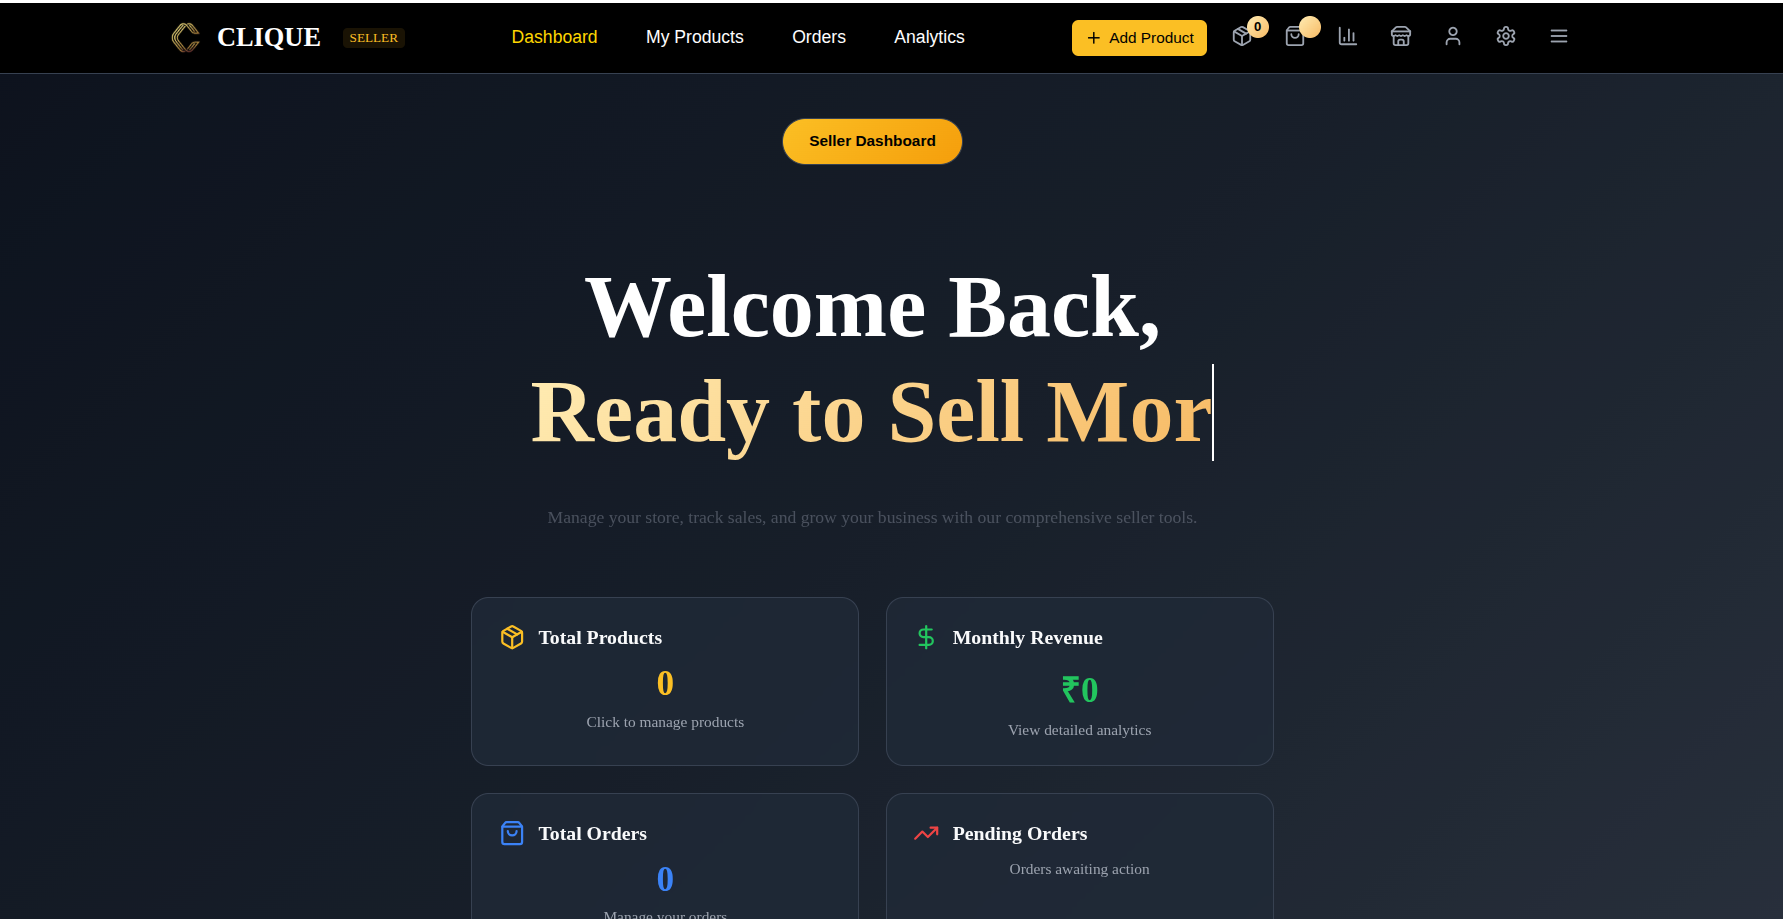 CLIQUE SELLER Dashboard My Products Orders Analytics Add Product 0
Seller Dashboard
Welcome Back,
Ready to Sell Mor
Manage your store, track sales, and grow your business with our comprehensive seller tools.
Total Products
0
Click to manage products
Monthly Revenue
₹0
View detailed analytics
Total Orders
0
Manage your orders
Pending Orders
Orders awaiting action